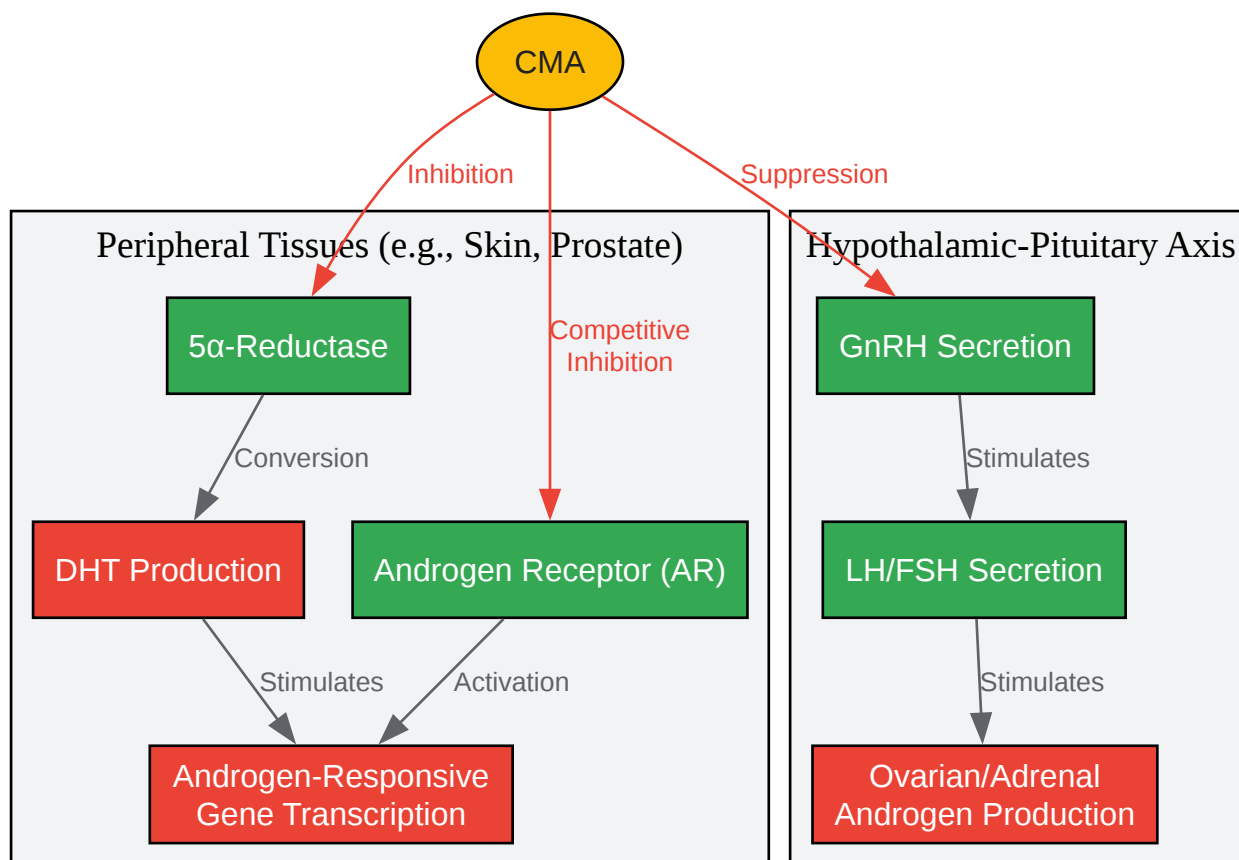 CMA
Inhibition
Suppression
Peripheral Tissues (e.g., Skin, Prostate)
Hypothalamic-Pituitary Axis
5α-Reductase
Competitive
Inhibition
GnRH Secretion
Conversion
Stimulates
DHT Production
Androgen Receptor (AR)
LH/FSH Secretion
Stimulates
Activation
Stimulates
Androgen-Responsive
Gene Transcription
Ovarian/Adrenal
Androgen Production